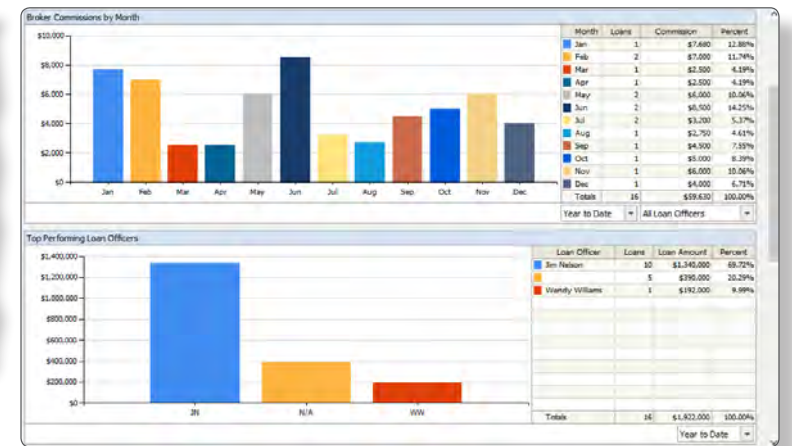 Broker Commissions by Month
$10,000
$8,000
$6,000
$4,000
$2,000
$0
Jan Feb Mar Apr May Jun Jul Aug Sep Oct Nov Dec
Month Loans Commission Percent
Jan 1 $7,680 12.88%
Feb 2 $7,000 11.74%
Mar 1 $2,500 4.19%
Apr 1 $2,500 4.19%
May 2 $6,000 10.06%
Jun 2 $8,500 14.25%
Jul 2 $3,200 5.37%
Aug 1 $2,750 4.61%
Sep 1 $4,500 7.55%
Oct 1 $5,000 8.39%
Nov 1 $6,000 10.06%
Dec 1 $4,000 6.71%
Totals 16 $59,630 100.00%
Year to Date All Loan Officers
Top Performing Loan Officers
$1,400,000
$1,200,000
$1,000,000
$800,000
$600,000
$400,000
$200,000
$0
JN N/A WW
Loan Officer Loans Loan Amount Percent
Jim Nelson 10 $1,340,000 69.72%
5 $390,000 20.29%
Wendy Williams 1 $192,000 9.99%
Totals 16 $1,922,000 100.00%
Year to Date